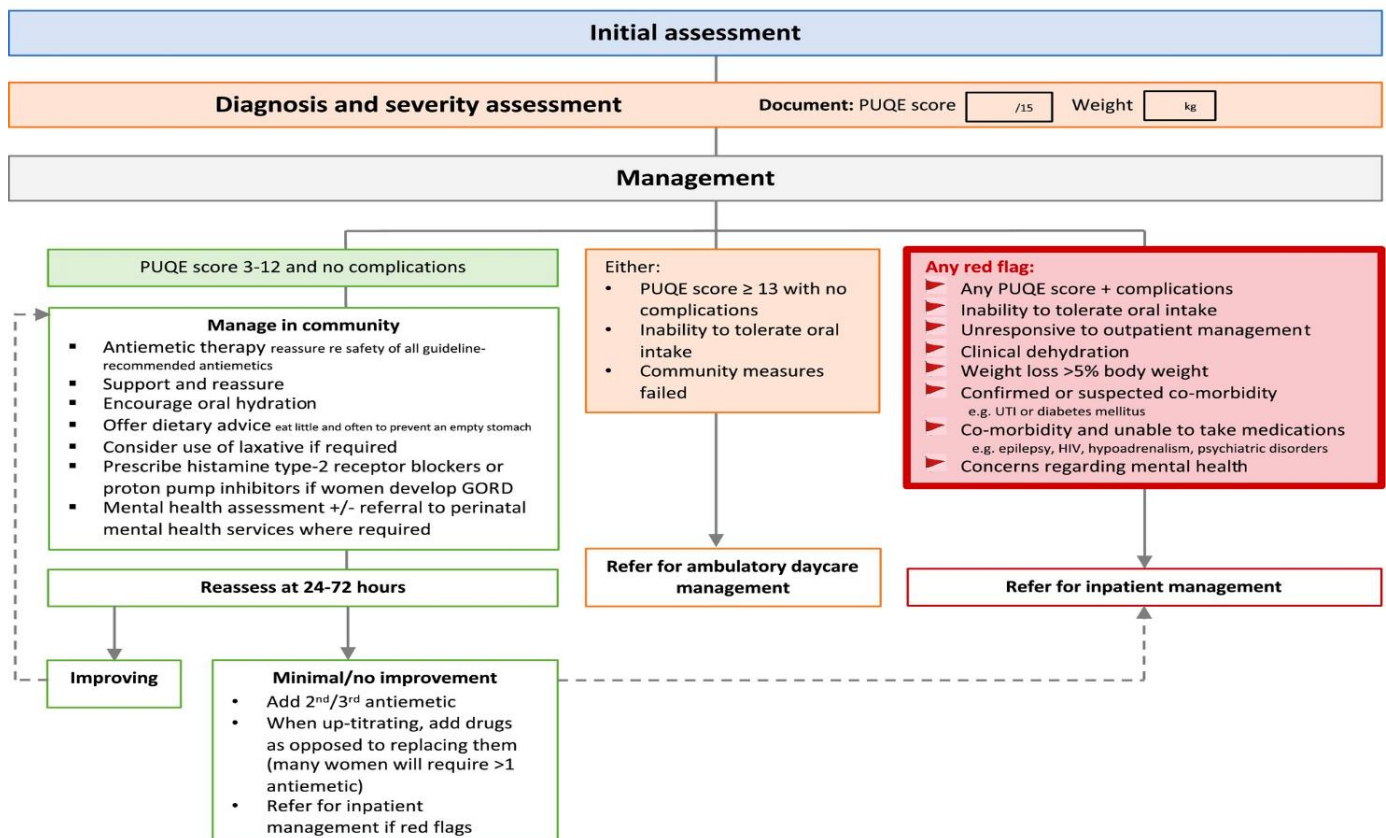 Initial assessment
Diagnosis and severity assessment Document: PUQE score /15 Weight kg
Management
PUQE score 3-12 and no complications
Manage in community
▪ Antiemetic therapy reassure re safety of all guideline-
recommended antiemetics
▪ Support and reassure
▪ Encourage oral hydration
▪ Offer dietary advice eat little and often to prevent an empty stomach
▪ Consider use of laxative if required
▪ Prescribe histamine type-2 receptor blockers or
proton pump inhibitors if women develop GORD
▪ Mental health assessment +/- referral to perinatal
mental health services where required
Reassess at 24-72 hours
Improving
Minimal/no improvement
• Add 2nd/3rd antiemetic
• When up-titrating, add drugs
as opposed to replacing them
(many women will require >1
antiemetic)
• Refer for inpatient
management if red flags
Either:
• PUQE score ≥ 13 with no
complications
• Inability to tolerate oral
intake
• Community measures
failed
Refer for ambulatory daycare
management
Any red flag:
Any PUQE score + complications
Inability to tolerate oral intake
Unresponsive to outpatient management
Clinical dehydration
Weight loss >5% body weight
Confirmed or suspected co-morbidity
e.g. UTI or diabetes mellitus
Co-morbidity and unable to take medications
e.g. epilepsy, HIV, hypoadrenalism, psychiatric disorders
Concerns regarding mental health
Refer for inpatient management